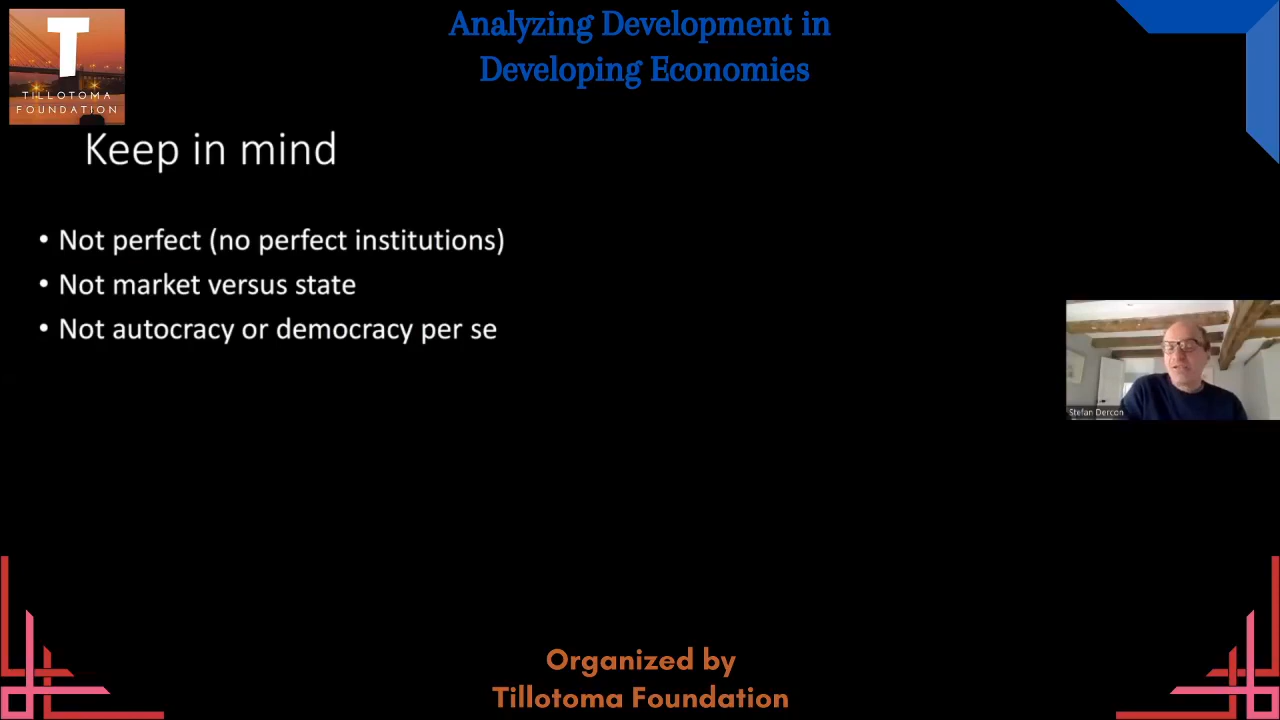 T
TILLOTOMA
FOUNDATION
Analyzing Development in
Developing Economies
Keep in mind
• Not perfect (no perfect institutions)
• Not market versus state
• Not autocracy or democracy per se
Stefan Dercon
Organized by
Tillotoma Foundation